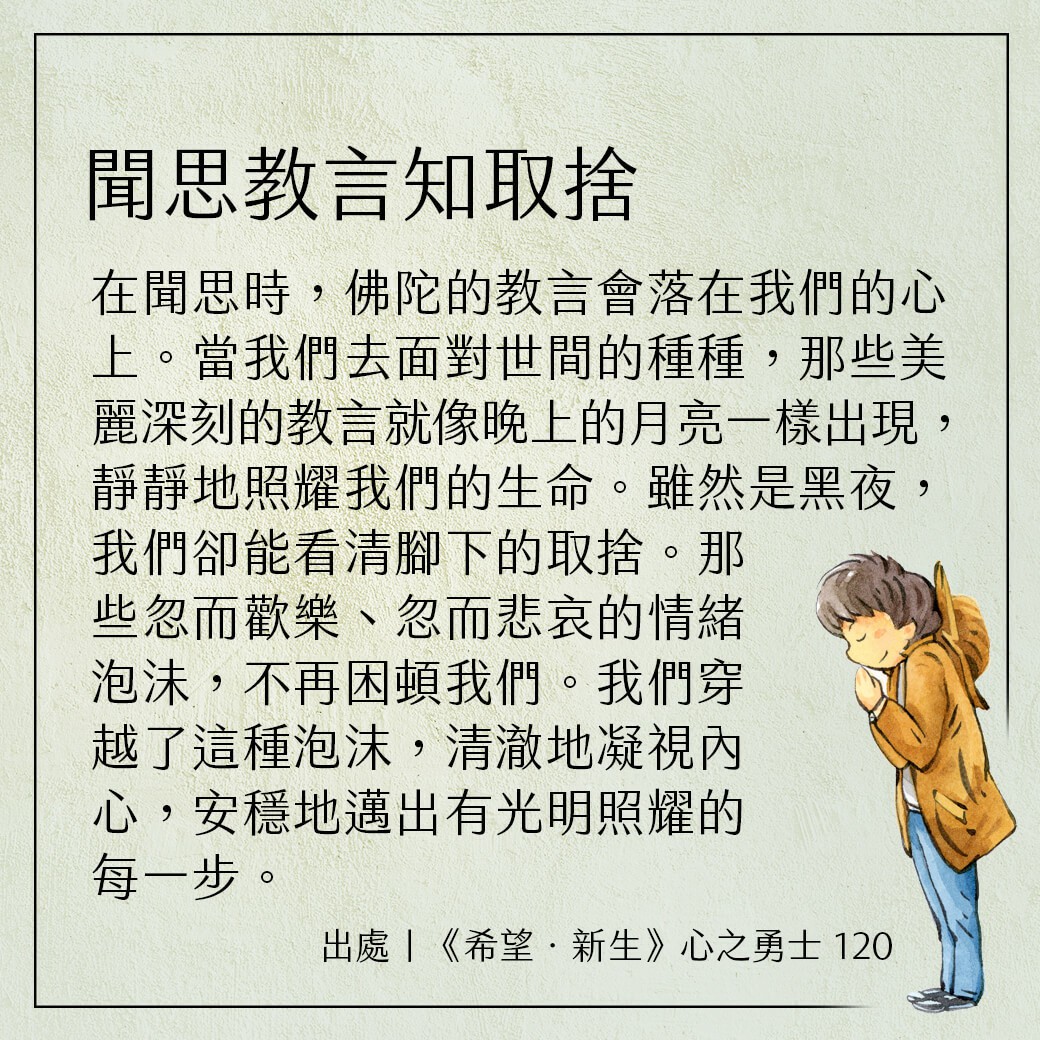 聞思教言知取捨
在聞思時，佛陀的教言會落在我們的心
上。當我們去面對世間的種種，那些美
麗深刻的教言就像晚上的月亮一樣出現，
靜靜地照耀我們的生命。雖然是黑夜，
我們卻能看清腳下的取捨。那
些忽而歡樂、忽而悲哀的情緒
泡沫，不再困頓我們。我們穿
越了這種泡沫，清澈地凝視內
心，安穩地邁出有光明照耀的
每一步。
出處｜《希望．新生》心之勇士 120